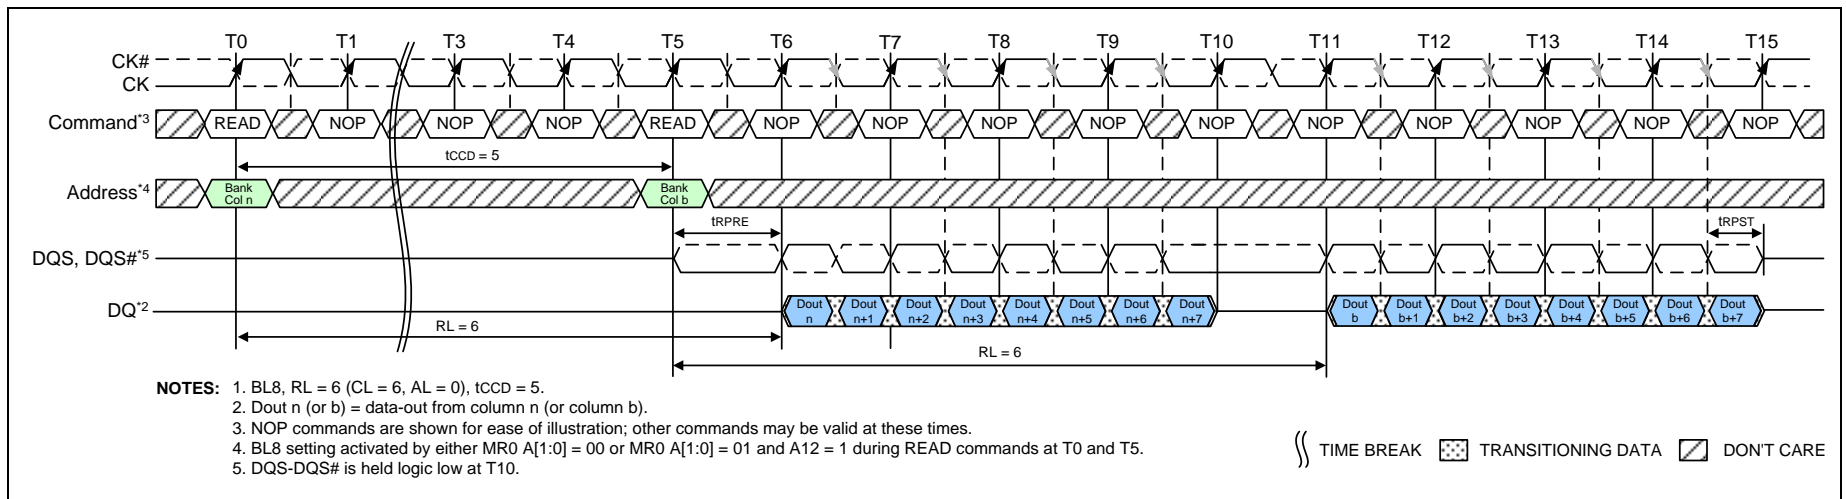 T0 T1 T3 T4 T5 T6 T7 T8 T9 T10 T11 T12 T13 T14 T15
CK#
CK
Command*3 READ NOP NOP NOP READ NOP NOP NOP NOP NOP NOP NOP NOP NOP NOP
tCCD = 5
Address*4 Bank Col n Bank Col b
tRPRE tRPST
DQS, DQS#*5
DQ*2 Dout n Dout n+1 Dout n+2 Dout n+3 Dout n+4 Dout n+5 Dout n+6 Dout n+7 Dout b Dout b+1 Dout b+2 Dout b+3 Dout b+4 Dout b+5 Dout b+6 Dout b+7
RL = 6
RL = 6
NOTES: 1. BL8, RL = 6 (CL = 6, AL = 0), tCCD = 5.
2. Dout n (or b) = data-out from column n (or column b).
3. NOP commands are shown for ease of illustration; other commands may be valid at these times.
4. BL8 setting activated by either MR0 A[1:0] = 00 or MR0 A[1:0] = 01 and A12 = 1 during READ commands at T0 and T5.
5. DQS-DQS# is held logic low at T10.
TIME BREAK TRANSITIONING DATA DON'T CARE